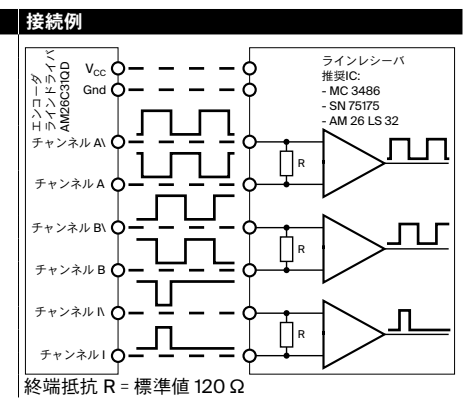 接続例
エンコーダ
ラインドライバ
AM26C31QD
VCC
Gnd
チャンネル A\
チャンネル A
チャンネル B\
チャンネル B
チャンネル I\
チャンネル I
ラインレシーバ
推奨IC:
- MC 3486
- SN 75175
- AM 26 LS 32
R
R
R
終端抵抗 R = 標準値 120 Ω